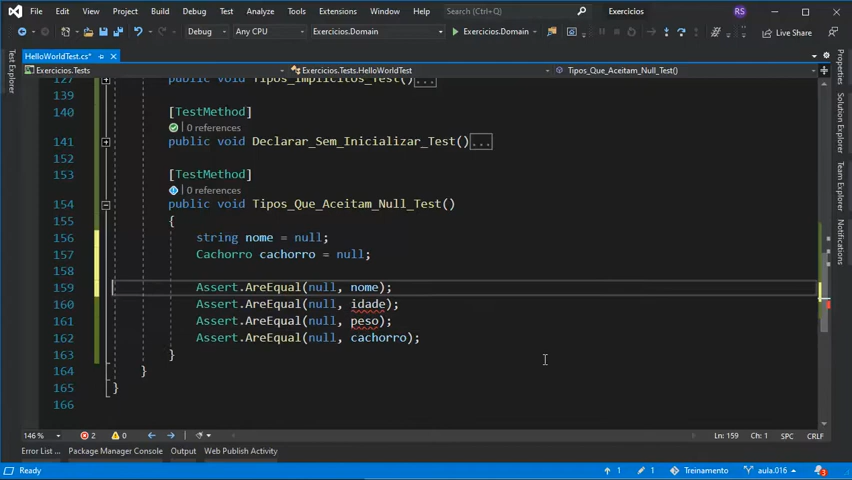 File Edit View Git Project Build Debug Test Analyze Tools Extensions Window Help Search (Ctrl+Q) Exercicios RS
Debug Any CPU Exercicios.Domain Exercicios.Domain Live Share
HelloWorldTest.cs*
Exercicios.Tests Exercicios.Tests.HelloWorldTest Tipos_Que_Aceitam_Null_Test()
127 public void Tipos_Implicitos_Test()...
139
140 [TestMethod]
0 references
141 public void Declarar_Sem_Inicializar_Test()...
152
153 [TestMethod]
0 references
154 public void Tipos_Que_Aceitam_Null_Test()
155 {
156 string nome = null;
157 Cachorro cachorro = null;
158
159 Assert.AreEqual(null, nome);
160 Assert.AreEqual(null, idade);
161 Assert.AreEqual(null, peso);
162 Assert.AreEqual(null, cachorro);
163 }
164 }
165 }
166
146 % 2 0 Ln: 159 Ch: 1 SPC CRLF
Error List ... Package Manager Console Output Web Publish Activity
Ready 1 1 Treinamento aula.016 3
Test Explorer
Properties
Solution Explorer
Team Explorer
Notifications